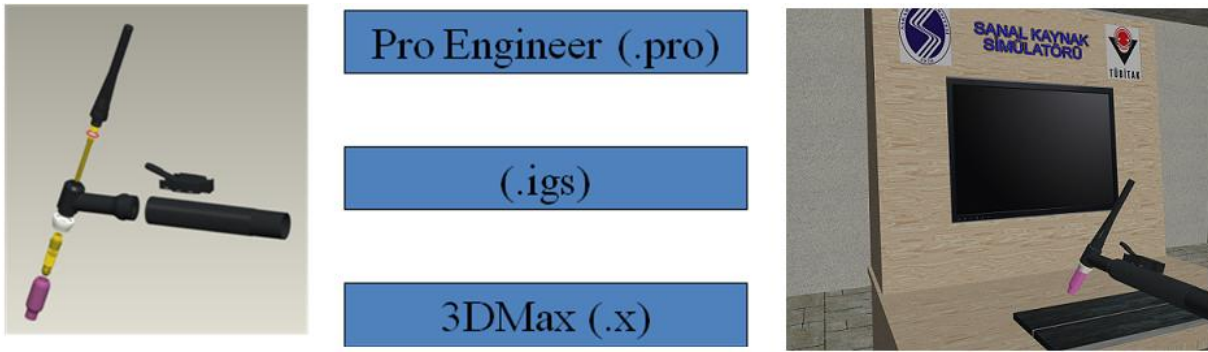 Pro Engineer (.pro)
(.igs)
3DMax (.x)
SANAL KAYNAK
SİMÜLATÖRÜ
TÜBİTAK